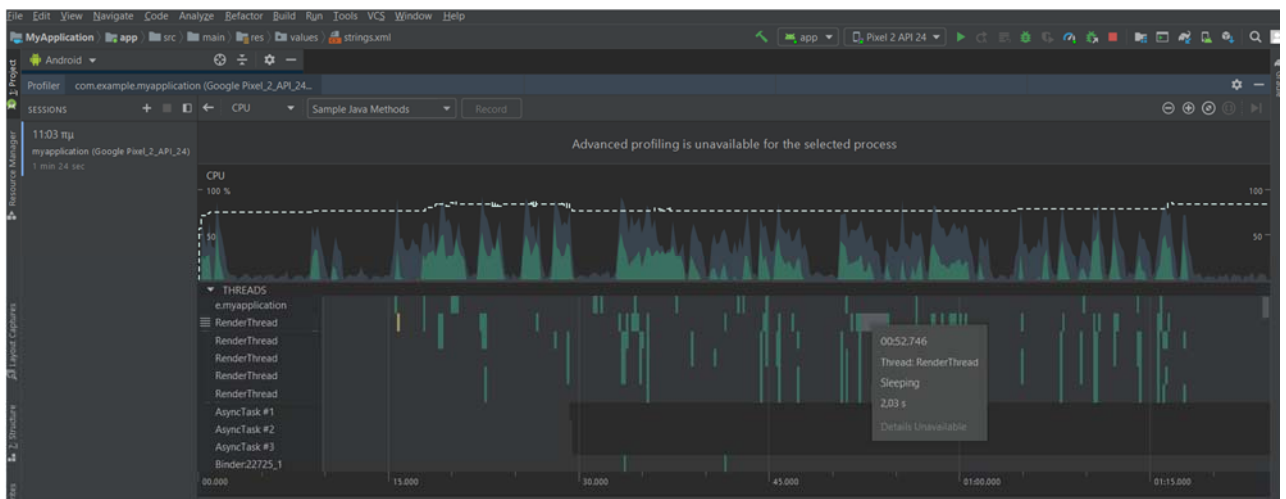 File Edit View Navigate Code Analyze Refactor Build Run Tools VCS Window Help
MyApplication app src main res values strings.xml app Pixel 2 API 24
1: Project Android
Profiler com.example.myapplication (Google Pixel_2_API_24...
SESSIONS CPU Sample Java Methods Record
11:03 πμ
myapplication (Google Pixel_2_API_24)
1 min 24 sec
Resource Manager
Advanced profiling is unavailable for the selected process
CPU
100 % 100
50 50
THREADS
e.myapplication
RenderThread
RenderThread
RenderThread
RenderThread
RenderThread
AsyncTask #1
AsyncTask #2
AsyncTask #3
Binder:22725_1
00:52.746
Thread: RenderThread
Sleeping
2,03 s
Details Unavailable
Layout Captures
Z: Structure
00.000 15.000 30.000 45.000 01:00.000 01:15.000